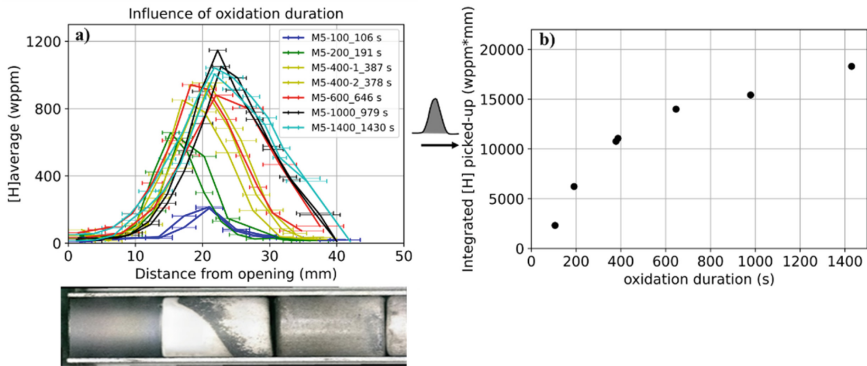 Influence of oxidation duration
a)
1200
800
400
0
[H]average (wppm)
0 10 20 30 40 50
Distance from opening (mm)
M5-100_106 s
M5-200_191 s
M5-400-1_387 s
M5-400-2_378 s
M5-600_646 s
M5-1000_979 s
M5-1400_1430 s
b)
20000
15000
10000
5000
0
Integrated [H] picked-up (wppm*mm)
0 200 400 600 800 1000 1200 1400
oxidation duration (s)